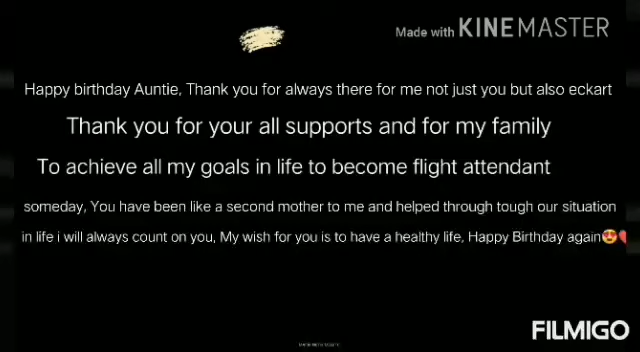 Made with KINEMASTER
Happy birthday Auntie, Thank you for always there for me not just you but also eckart
Thank you for your all supports and for my family
To achieve all my goals in life to become flight attendant
someday, You have been like a second mother to me and helped through tough our situation
in life i will always count on you, My wish for you is to have a healthy life, Happy Birthday again😍
FILMIGO